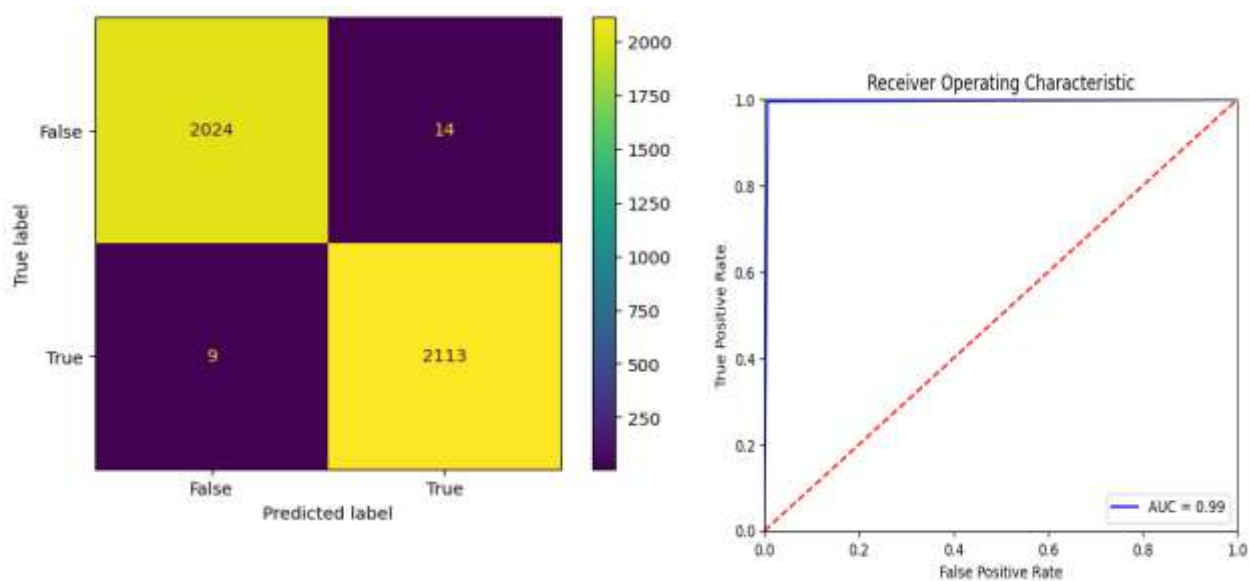 False
True
True label
2024
14
9
2113
False
True
Predicted label
2000
1750
1500
1250
1000
750
500
250
Receiver Operating Characteristic
1.0
0.8
0.6
0.4
0.2
0.0
True Positive Rate
AUC = 0.99
0.0
0.2
0.4
0.6
0.8
1.0
False Positive Rate